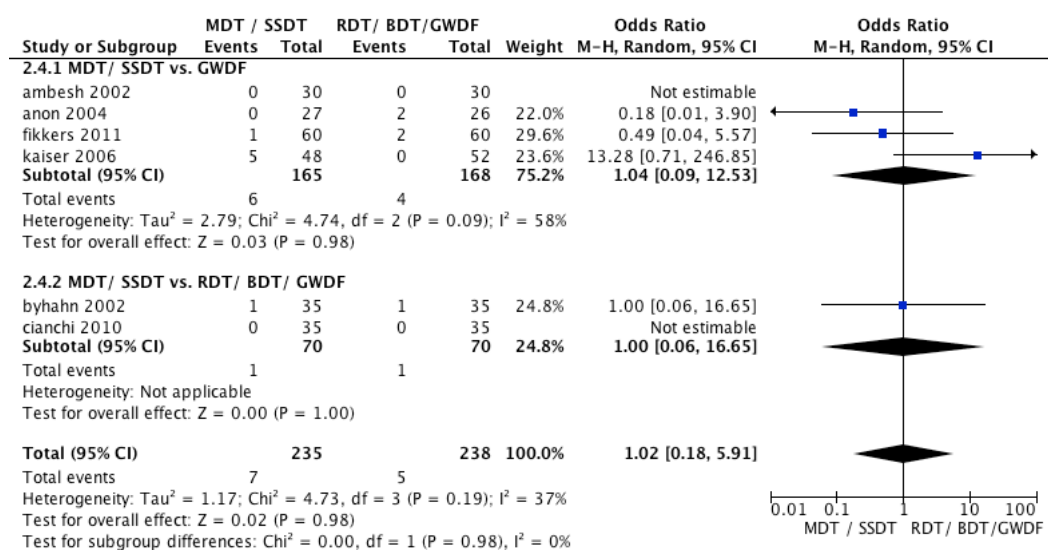 MDT / SSDT RDT/ BDT/GWDF Odds Ratio Odds Ratio
Study or Subgroup Events Total Events Total Weight M-H, Random, 95% CI M-H, Random, 95% CI
2.4.1 MDT/ SSDT vs. GWDF
ambesh 2002 0 30 0 30 Not estimable
anon 2004 0 27 2 26 22.0% 0.18 [0.01, 3.90]
fikkers 2011 1 60 2 60 29.6% 0.49 [0.04, 5.57]
kaiser 2006 5 48 0 52 23.6% 13.28 [0.71, 246.85]
Subtotal (95% CI) 165 168 75.2% 1.04 [0.09, 12.53]
Total events 6 4
Heterogeneity: Tau² = 2.79; Chi² = 4.74, df = 2 (P = 0.09); I² = 58%
Test for overall effect: Z = 0.03 (P = 0.98)
2.4.2 MDT/ SSDT vs. RDT/ BDT/ GWDF
byhahn 2002 1 35 1 35 24.8% 1.00 [0.06, 16.65]
cianchi 2010 0 35 0 35 Not estimable
Subtotal (95% CI) 70 70 24.8% 1.00 [0.06, 16.65]
Total events 1 1
Heterogeneity: Not applicable
Test for overall effect: Z = 0.00 (P = 1.00)
Total (95% CI) 235 238 100.0% 1.02 [0.18, 5.91]
Total events 7 5
Heterogeneity: Tau² = 1.17; Chi² = 4.73, df = 3 (P = 0.19); I² = 37%
Test for overall effect: Z = 0.02 (P = 0.98)
Test for subgroup differences: Chi² = 0.00, df = 1 (P = 0.98), I² = 0%
0.01 0.1 1 10 100
MDT / SSDT RDT/ BDT/GWDF